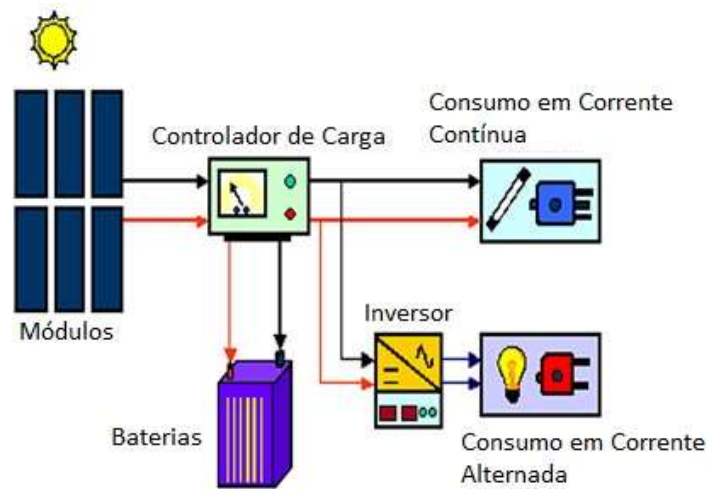 Consumo em Corrente
Contínua
Controlador de Carga
Módulos
Inversor
Baterias
Consumo em Corrente
Alternada